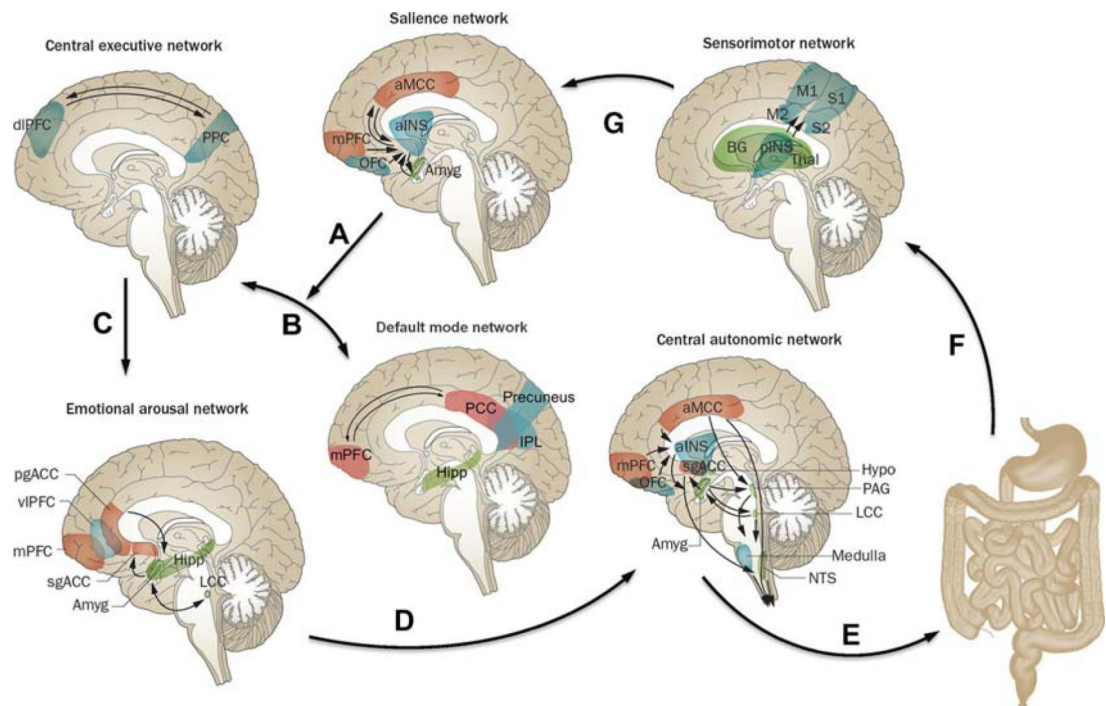 Central executive network
dlPFC
PPC
Salience network
aMCC
aINS
mPFC
OFC
Amyg
Sensorimotor network
M1
S1
M2
S2
BG
pINS
Thal
G
A
B
C
Default mode network
Precuneus
PCC
IPL
mPFC
Hipp
Central autonomic network
aMCC
aINS
mPFC
sgACC
OFC
Hypo
PAG
LCC
Amyg
Medulla
NTS
F
Emotional arousal network
pgACC
vlPFC
mPFC
Hipp
sgACC
LCC
Amyg
D
E